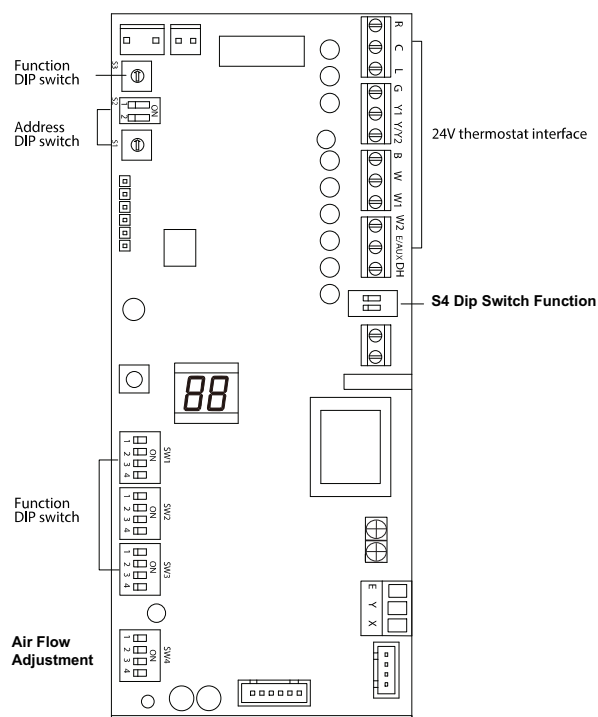 Function
DIP switch
S3
S2
1
2
ON
Address
DIP switch
S1
R
C
L
G
Y1
Y/Y2
B
W
W1
W2
E/AUX
DH
24V thermostat interface
S4 Dip Switch Function
88
1
2
3
4
ON
SW1
1
2
3
4
ON
SW2
Function
DIP switch
1
2
3
4
ON
SW3
E
Y
X
Air Flow
Adjustment
1
2
3
4
ON
SW4